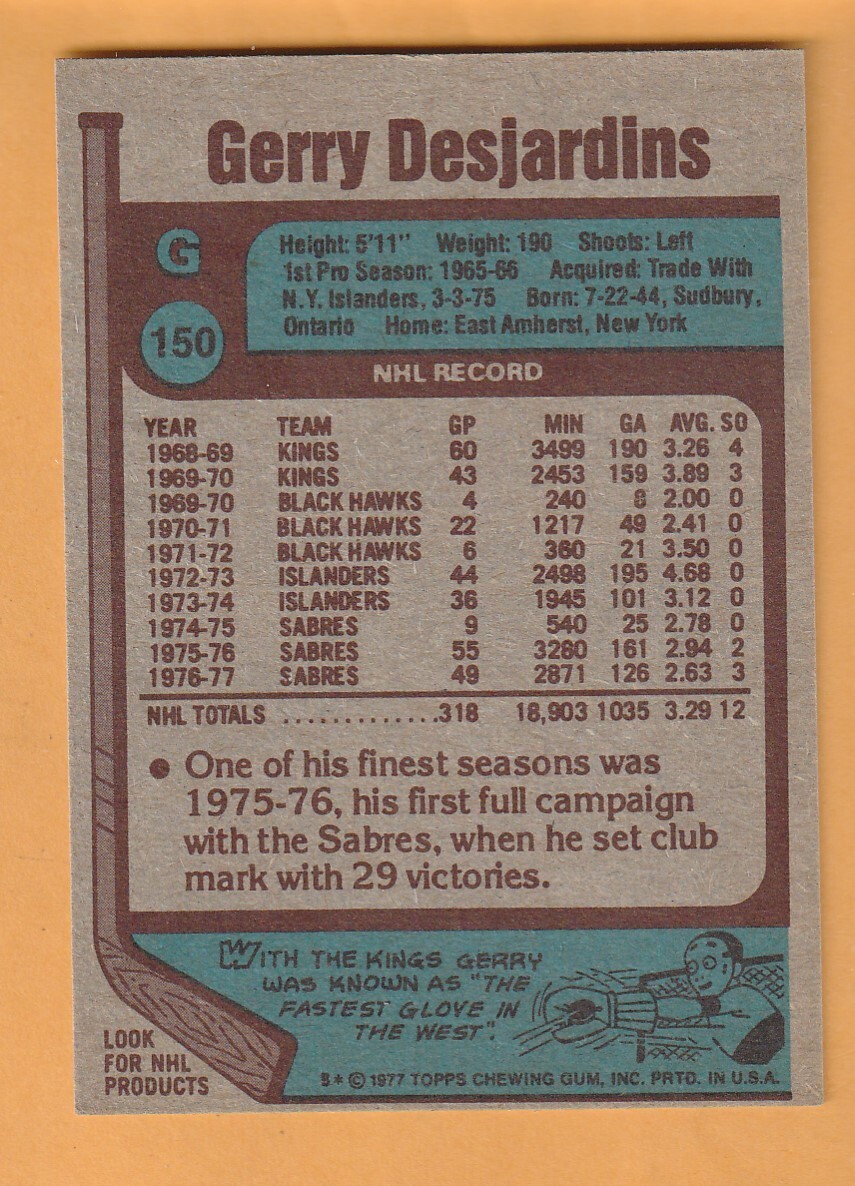 Gerry Desjardins
G
150
Height: 5'11" Weight: 190 Shoots: Left
1st Pro Season: 1965-66 Acquired: Trade With
N.Y. Islanders, 3-3-75 Born: 7-22-44, Sudbury,
Ontario Home: East Amherst, New York
NHL RECORD
YEAR TEAM GP MIN GA AVG. SO
1968-69 KINGS 60 3499 190 3.26 4
1969-70 KINGS 43 2453 159 3.89 3
1969-70 BLACK HAWKS 4 240 8 2.00 0
1970-71 BLACK HAWKS 22 1217 49 2.41 0
1971-72 BLACK HAWKS 6 360 21 3.50 0
1972-73 ISLANDERS 44 2498 195 4.68 0
1973-74 ISLANDERS 36 1945 101 3.12 0
1974-75 SABRES 9 540 25 2.78 0
1975-76 SABRES 55 3280 161 2.94 2
1976-77 SABRES 49 2871 126 2.63 3
NHL TOTALS .............318 18,903 1035 3.29 12
● One of his finest seasons was
1975-76, his first full campaign
with the Sabres, when he set club
mark with 29 victories.
WITH THE KINGS GERRY
WAS KNOWN AS "THE
FASTEST GLOVE IN
THE WEST".
LOOK
FOR NHL
PRODUCTS
B* © 1977 TOPPS CHEWING GUM, INC. PRTD. IN U.S.A.